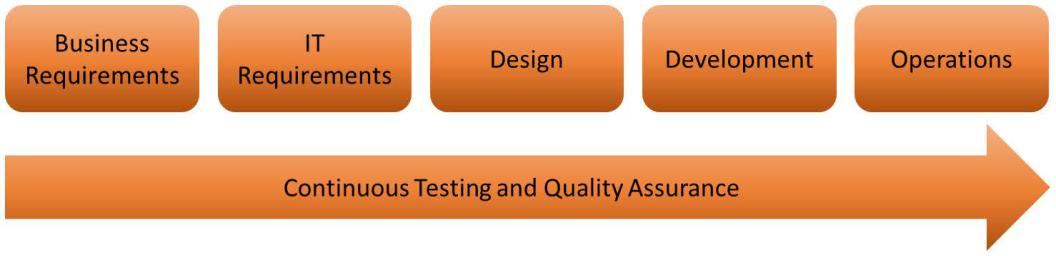 Business
Requirements
IT
Requirements
Design
Development
Operations
Continuous Testing and Quality Assurance